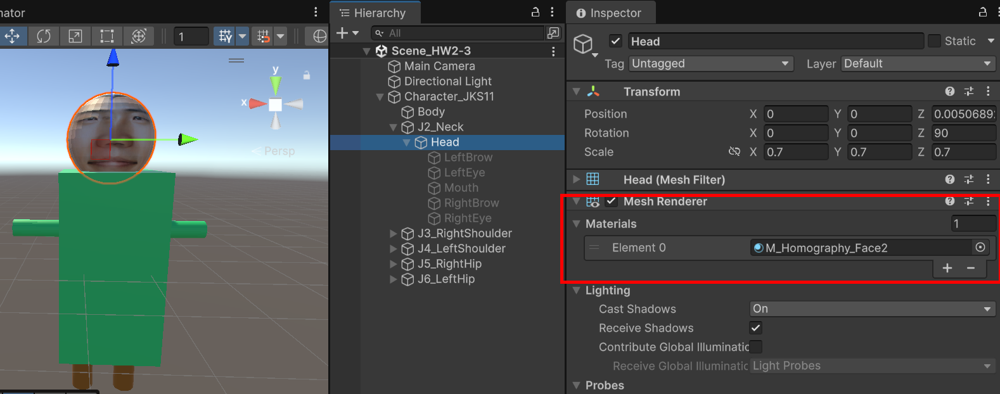 nator
1
y
x
Persp
Hierarchy
All
Scene_HW2-3
Main Camera
Directional Light
Character_JKS11
Body
J2_Neck
Head
LeftBrow
LeftEye
Mouth
RightBrow
RightEye
J3_RightShoulder
J4_LeftShoulder
J5_RightHip
J6_LeftHip
Inspector
Head Static
Tag Untagged Layer Default
Transform
Position X 0 Y 0 Z 0.0050689
Rotation X 0 Y 0 Z 90
Scale X 0.7 Y 0.7 Z 0.7
Head (Mesh Filter)
Mesh Renderer
Materials 1
Element 0 M_Homography_Face2
Lighting
Cast Shadows On
Receive Shadows
Contribute Global Illuminatic
Receive Global Illuminatic Light Probes
Probes